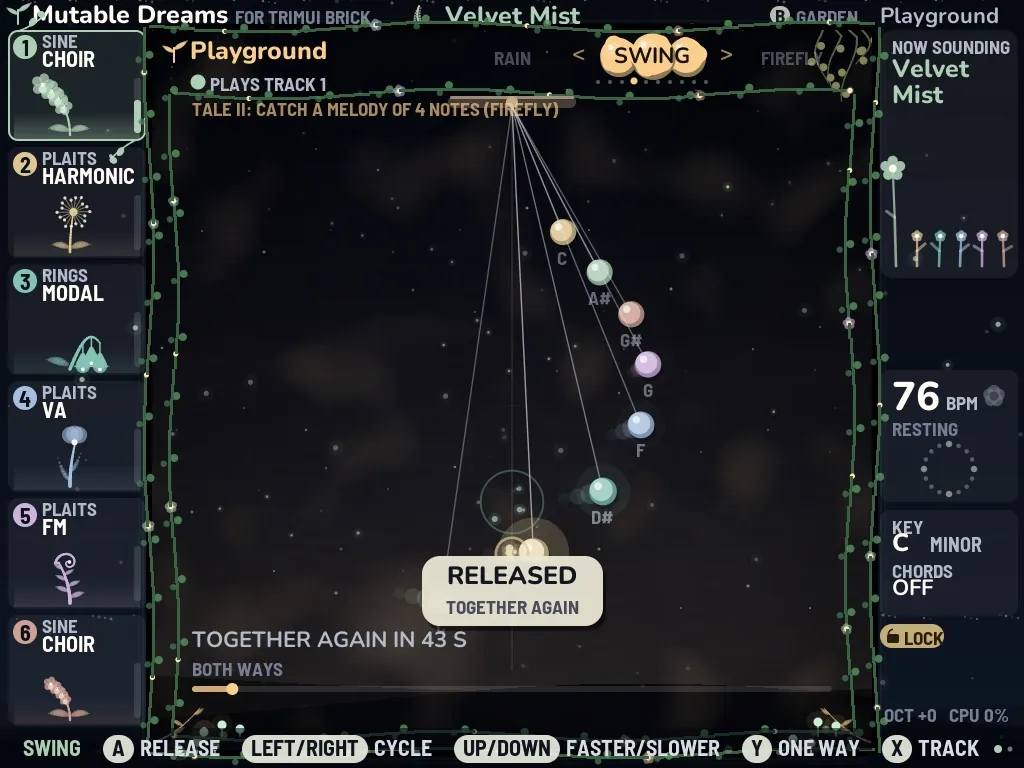 Mutable Dreams FOR TRIMUI BRICK
Velvet Mist
B GARDEN
Playground
1 SINE
CHOIR
2 PLAITS
HARMONIC
3 RINGS
MODAL
4 PLAITS
VA
5 PLAITS
FM
6 SINE
CHOIR
Playground
RAIN < SWING > FIREFLY
PLAYS TRACK 1
TALE II: CATCH A MELODY OF 4 NOTES (FIREFLY)
C
A#
G#
G
F
D#
RELEASED
TOGETHER AGAIN
TOGETHER AGAIN IN 43 S
BOTH WAYS
NOW SOUNDING
Velvet
Mist
76 BPM
RESTING
KEY
C MINOR
CHORDS
OFF
LOCK
OCT +0 CPU 0%
SWING A RELEASE LEFT/RIGHT CYCLE UP/DOWN FASTER/SLOWER Y ONE WAY X TRACK